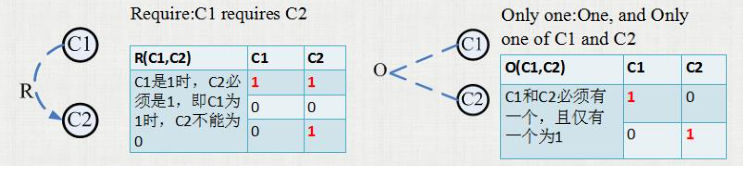 Require:C1 requires C2
C1
R
C2
R(C1,C2) C1 C2
C1是1时，C2必
须是1，即C1为
1时，C2不能为
0
1 1
0 0
0 1
Only one:One, and Only
one of C1 and C2
C1
O
C2
O(C1,C2) C1 C2
C1和C2必须有
一个，且仅有
一个为1
1 0
0 1